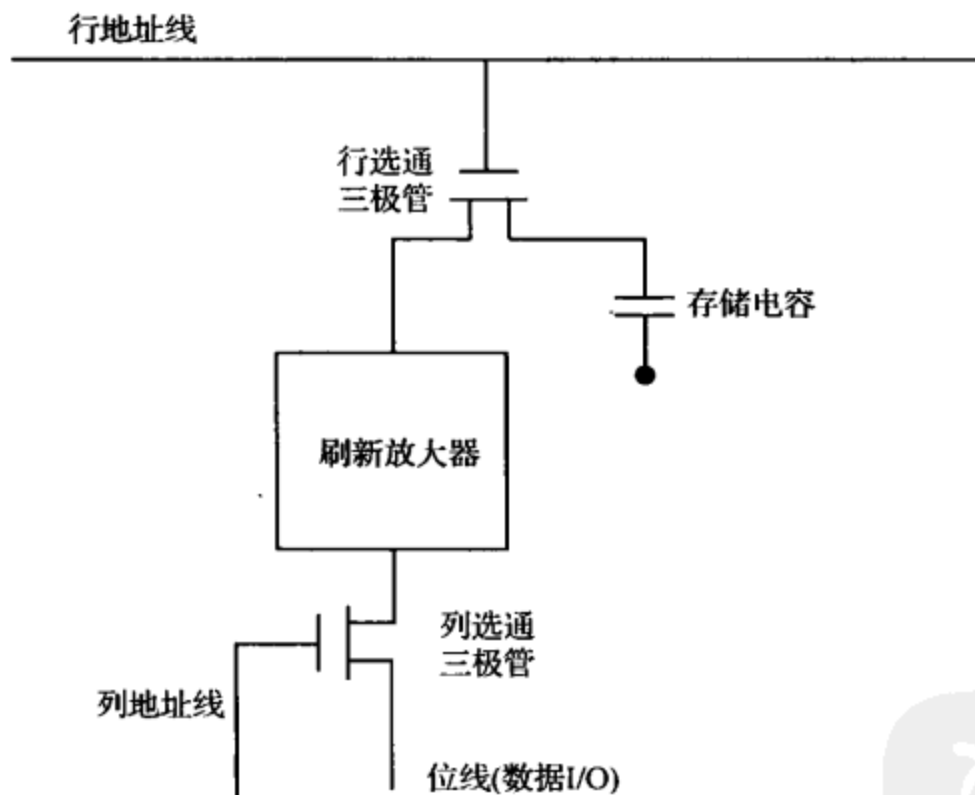 行地址线
行选通
三极管
存储电容
刷新放大器
列选通
三极管
列地址线
位线(数据I/O)